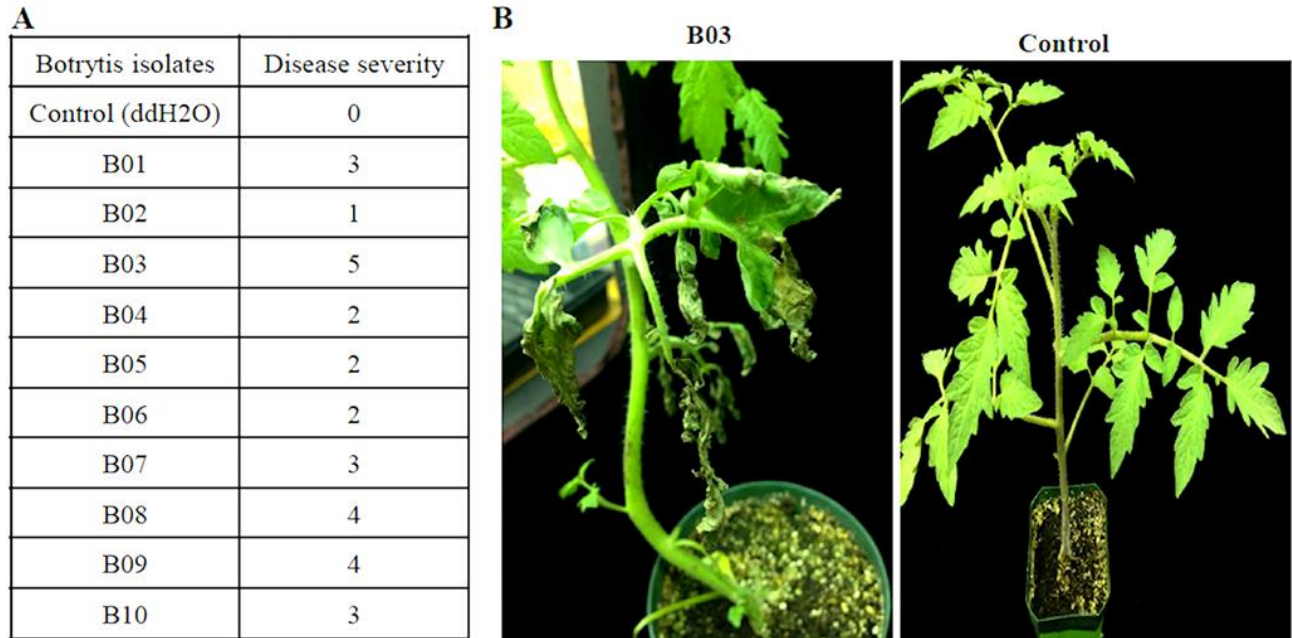 A
Botrytis isolates Disease severity
Control (ddH2O) 0
B01 3
B02 1
B03 5
B04 2
B05 2
B06 2
B07 3
B08 4
B09 4
B10 3
B
B03 Control